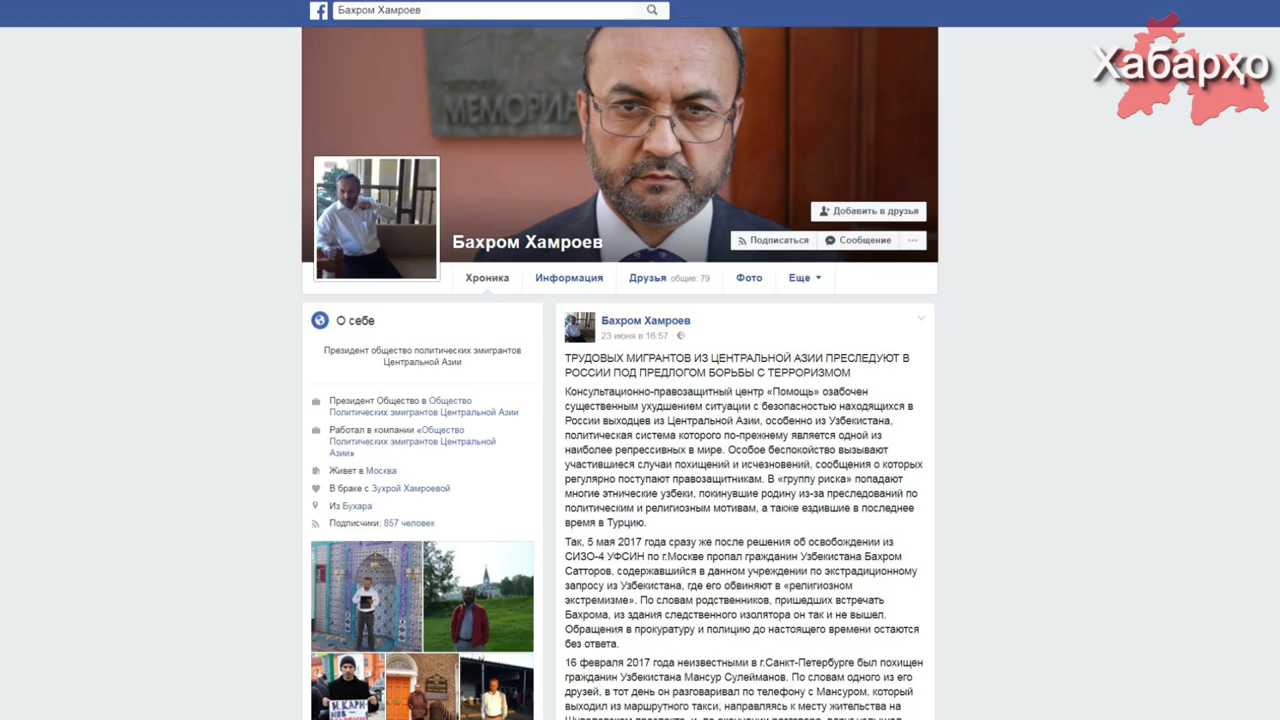 Бахром Хамроев
Хабарҳо
МЕМОРИА
Добавить в друзья
Бахром Хамроев
Подписаться
Сообщение
Хроника
Информация
Друзья общие: 79
Фото
Еще
О себе
Президент общество политических эмигрантов
Центральной Азии
Президент Общество в Общество
Политических эмигрантов Центральной Азии
Работал в компании «Общество
Политических эмигрантов Центральной
Азии»
Живет в Москва
В браке с Зухрой Хамроевой
Из Бухара
Подписчики: 857 человек
Бахром Хамроев
23 июня в 16:57
ТРУДОВЫХ МИГРАНТОВ ИЗ ЦЕНТРАЛЬНОЙ АЗИИ ПРЕСЛЕДУЮТ В
РОССИИ ПОД ПРЕДЛОГОМ БОРЬБЫ С ТЕРРОРИЗМОМ
Консультационно-правозащитный центр «Помощь» озабочен
существенным ухудшением ситуации с безопасностью находящихся в
России выходцев из Центральной Азии, особенно из Узбекистана,
политическая система которого по-прежнему является одной из
наиболее репрессивных в мире. Особое беспокойство вызывают
участившиеся случаи похищений и исчезновений, сообщения о которых
регулярно поступают правозащитникам. В «группу риска» попадают
многие этнические узбеки, покинувшие родину из-за преследований по
политическим и религиозным мотивам, а также ездившие в последнее
время в Турцию.
Так, 5 мая 2017 года сразу же после решения об освобождении из
СИЗО-4 УФСИН по г.Москве пропал гражданин Узбекистана Бахром
Сатторов, содержавшийся в данном учреждении по экстрадиционному
запросу из Узбекистана, где его обвиняют в «религиозном
экстремизме». По словам родственников, пришедших встречать
Бахрома, из здания следственного изолятора он так и не вышел.
Обращения в прокуратуру и полицию до настоящего времени остаются
без ответа.
16 февраля 2017 года неизвестными в г.Санкт-Петербурге был похищен
гражданин Узбекистана Мансур Сулейманов. По словам одного из его
друзей, в тот день он разговаривал по телефону с Мансуром, который
выходил из маршрутного такси, направляясь к месту жительства на